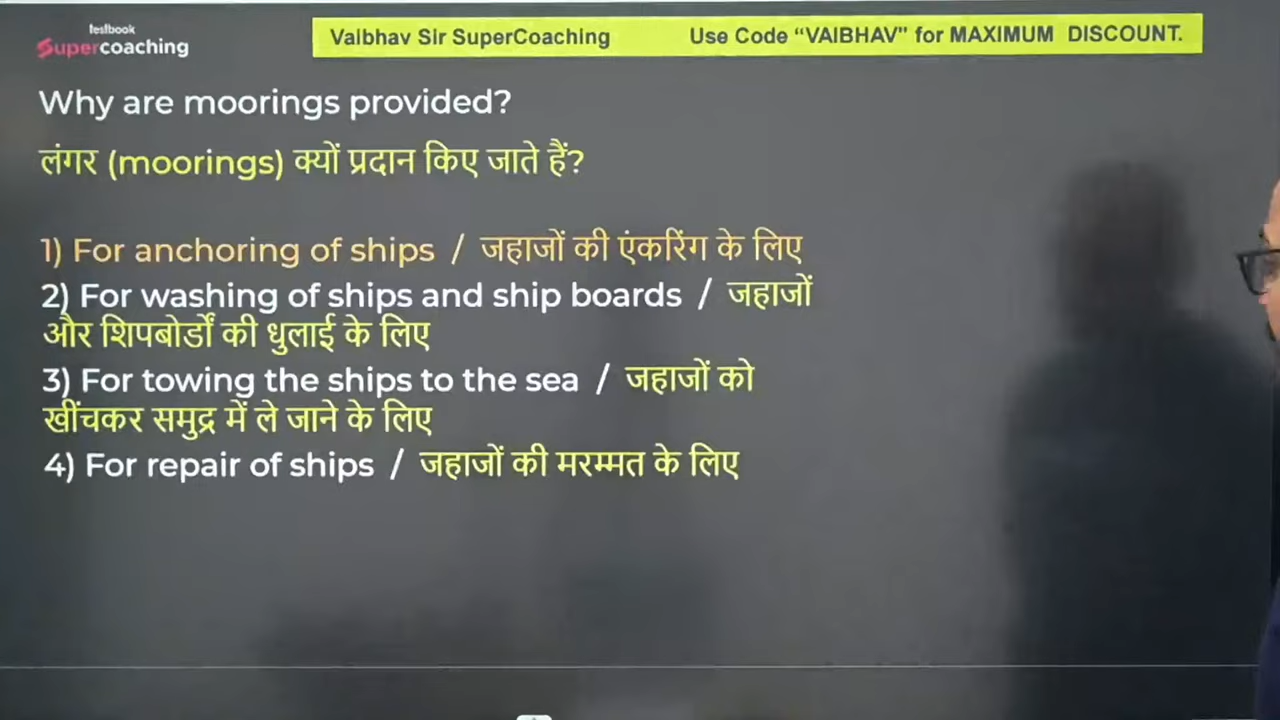 testbook
Supercoaching
Vaibhav Sir SuperCoaching Use Code “VAIBHAV” for MAXIMUM DISCOUNT.
Why are moorings provided?
लंगर (moorings) क्यों प्रदान किए जाते हैं?
1) For anchoring of ships / जहाजों की एंकरिंग के लिए
2) For washing of ships and ship boards / जहाजों
और शिपबोर्डों की धुलाई के लिए
3) For towing the ships to the sea / जहाजों को
खींचकर समुद्र में ले जाने के लिए
4) For repair of ships / जहाजों की मरम्मत के लिए